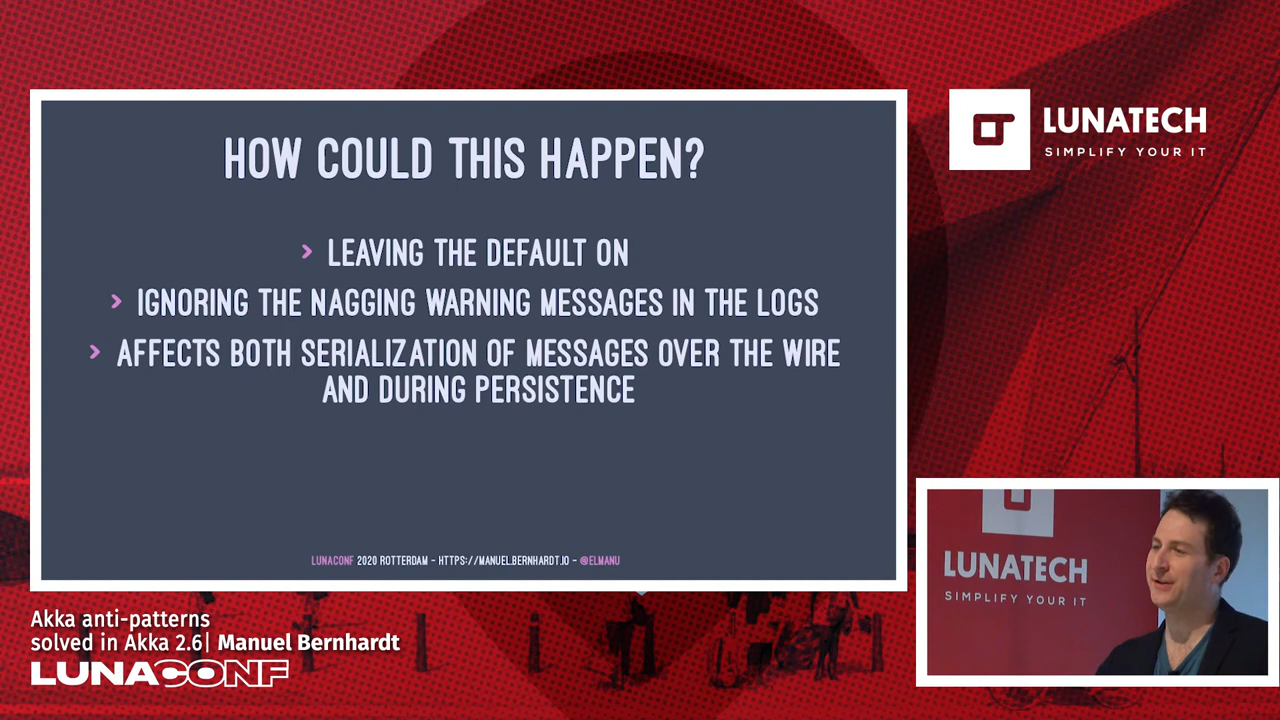 HOW COULD THIS HAPPEN?
› LEAVING THE DEFAULT ON
› IGNORING THE NAGGING WARNING MESSAGES IN THE LOGS
› AFFECTS BOTH SERIALIZATION OF MESSAGES OVER THE WIRE
AND DURING PERSISTENCE
LUNACONF 2020 ROTTERDAM - HTTPS://MANUEL.BERNHARDT.IO - @ELMANU
LUNATECH
SIMPLIFY YOUR IT
LUNATECH
SIMPLIFY YOUR IT
Akka anti-patterns
solved in Akka 2.6| Manuel Bernhardt
LUNACONF